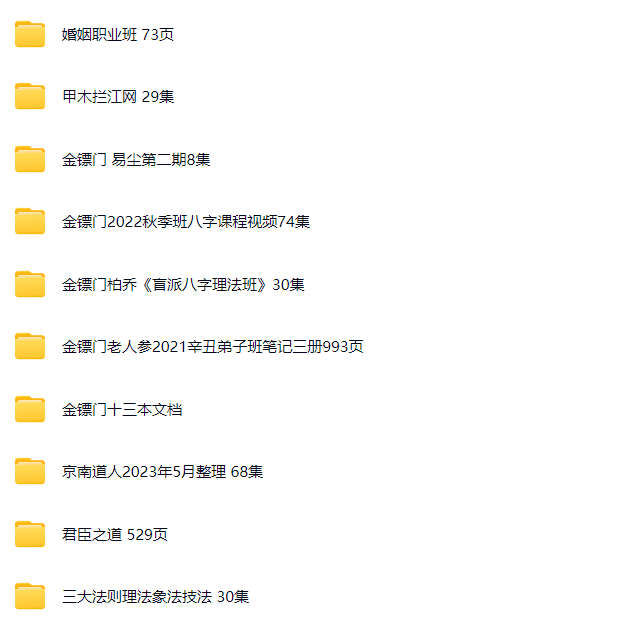 婚姻职业班 73页
甲木拦江网 29集
金镖门 易尘第二期8集
金镖门2022秋季班八字课程视频74集
金镖门柏乔《盲派八字理法班》30集
金镖门老人参2021辛丑弟子班笔记三册993页
金镖门十三本文档
京南道人2023年5月整理 68集
君臣之道 529页
三大法则理法象法技法 30集